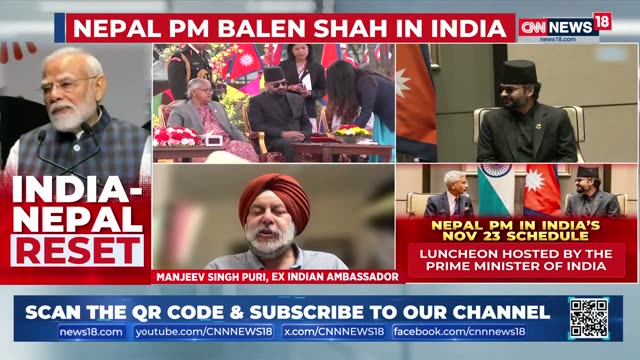 NEPAL PM BALEN SHAH IN INDIA
CNN NEWS 18
news18.com
INDIA-
NEPAL
RESET
MANJEEV SINGH PURI, EX INDIAN AMBASSADOR
NEPAL PM IN INDIA'S
NOV 23 SCHEDULE
LUNCHEON HOSTED BY THE
PRIME MINISTER OF INDIA
SCAN THE QR CODE & SUBSCRIBE TO OUR CHANNEL
news18.com youtube.com/CNNNEWS18 x.com/CNNNEWS18 facebook.com/cnnnews18